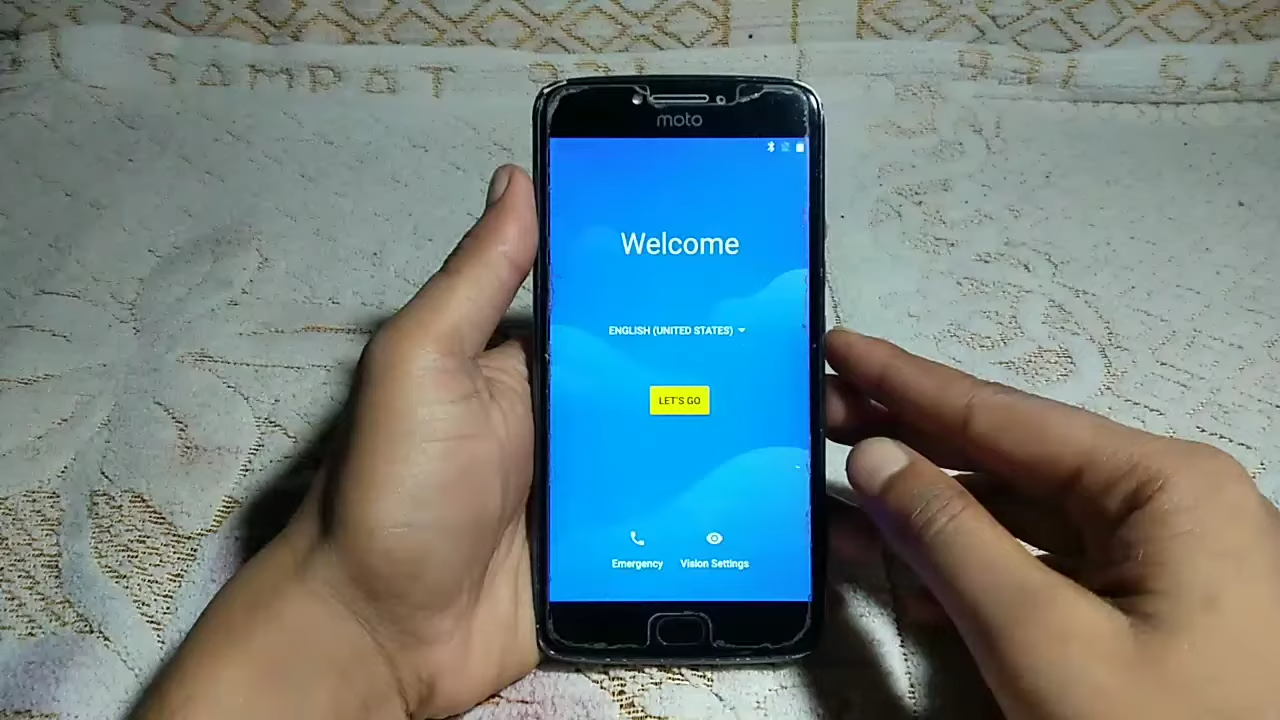 SAMPAT
moto
Welcome
ENGLISH (UNITED STATES)
LET'S GO
Emergency
Vision Settings